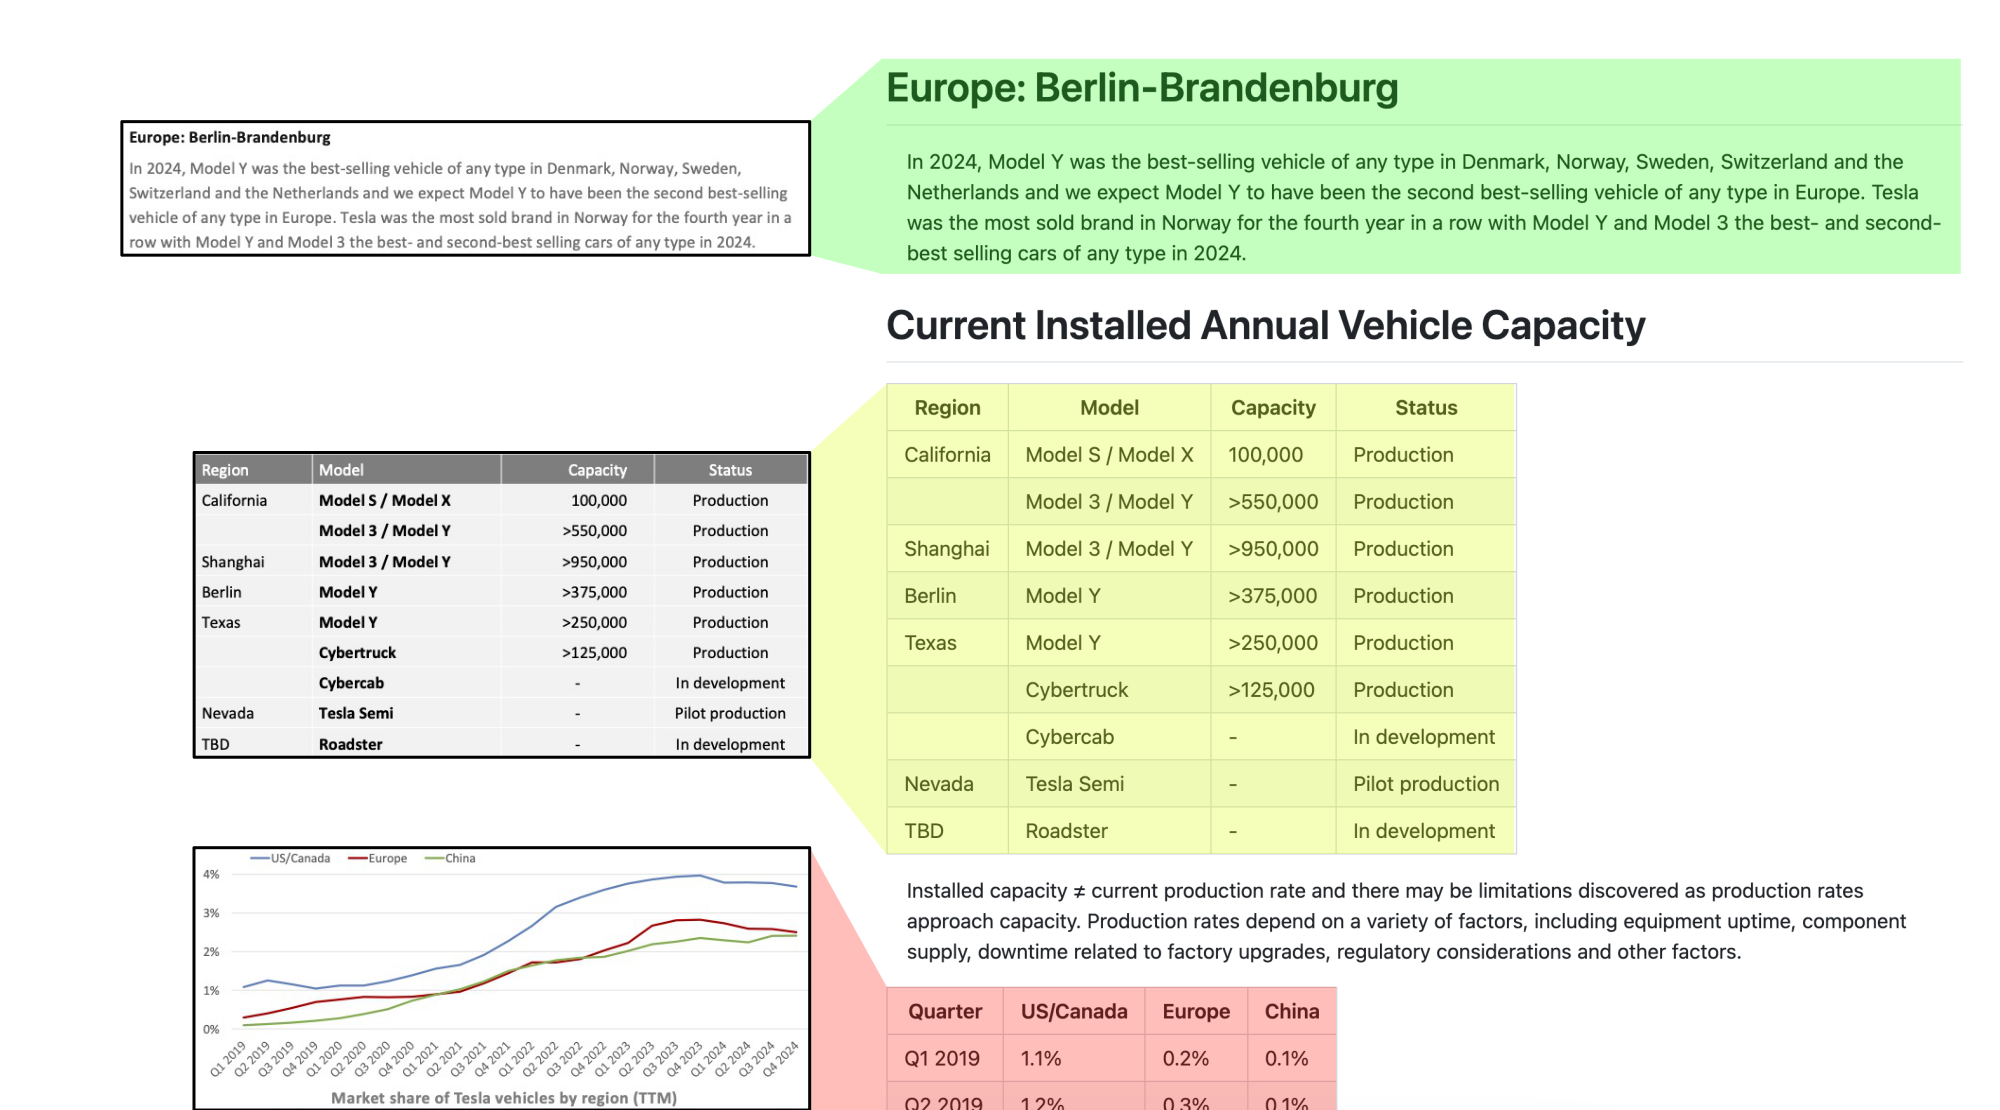 Europe: Berlin-Brandenburg
In 2024, Model Y was the best-selling vehicle of any type in Denmark, Norway, Sweden,
Switzerland and the Netherlands and we expect Model Y to have been the second best-selling
vehicle of any type in Europe. Tesla was the most sold brand in Norway for the fourth year in a
row with Model Y and Model 3 the best- and second-best selling cars of any type in 2024.
Region Model Capacity Status
California Model S / Model X 100,000 Production
Model 3 / Model Y >550,000 Production
Shanghai Model 3 / Model Y >950,000 Production
Berlin Model Y >375,000 Production
Texas Model Y >250,000 Production
Cybertruck >125,000 Production
Cybercab - In development
Nevada Tesla Semi - Pilot production
TBD Roadster - In development
US/Canada Europe China
4%
3%
2%
1%
0%
Q1 2019 Q2 2019 Q3 2019 Q4 2019 Q1 2020 Q2 2020 Q3 2020 Q4 2020 Q1 2021 Q2 2021 Q3 2021 Q4 2021 Q1 2022 Q2 2022 Q3 2022 Q4 2022 Q1 2023 Q2 2023 Q3 2023 Q4 2023 Q1 2024 Q2 2024 Q3 2024 Q4 2024
Market share of Tesla vehicles by region (TTM)
Europe: Berlin-Brandenburg
In 2024, Model Y was the best-selling vehicle of any type in Denmark, Norway, Sweden, Switzerland and the
Netherlands and we expect Model Y to have been the second best-selling vehicle of any type in Europe. Tesla
was the most sold brand in Norway for the fourth year in a row with Model Y and Model 3 the best- and second-
best selling cars of any type in 2024.
Current Installed Annual Vehicle Capacity
Region Model Capacity Status
California Model S / Model X 100,000 Production
Model 3 / Model Y >550,000 Production
Shanghai Model 3 / Model Y >950,000 Production
Berlin Model Y >375,000 Production
Texas Model Y >250,000 Production
Cybertruck >125,000 Production
Cybercab - In development
Nevada Tesla Semi - Pilot production
TBD Roadster - In development
Installed capacity ≠ current production rate and there may be limitations discovered as production rates
approach capacity. Production rates depend on a variety of factors, including equipment uptime, component
supply, downtime related to factory upgrades, regulatory considerations and other factors.
Quarter US/Canada Europe China
Q1 2019 1.1% 0.2% 0.1%
Q2 2019 1.2% 0.3% 0.1%